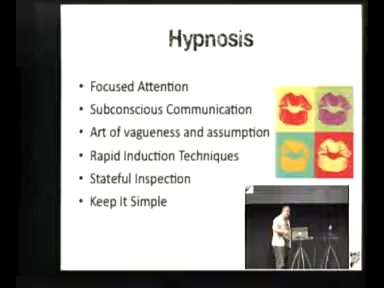 Hypnosis
• Focused Attention
• Subconscious Communication
• Art of vagueness and assumption
• Rapid Induction Techniques
• Stateful Inspection
• Keep It Simple